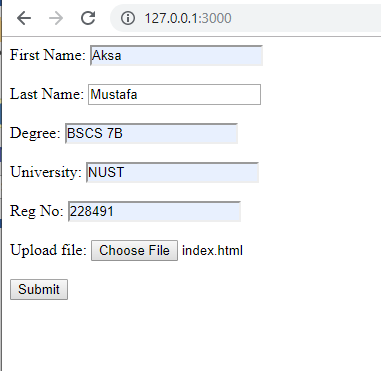 127.0.0.1:3000
First Name: Aksa
Last Name: Mustafa
Degree: BSCS 7B
University: NUST
Reg No: 228491
Upload file: Choose File index.html
Submit